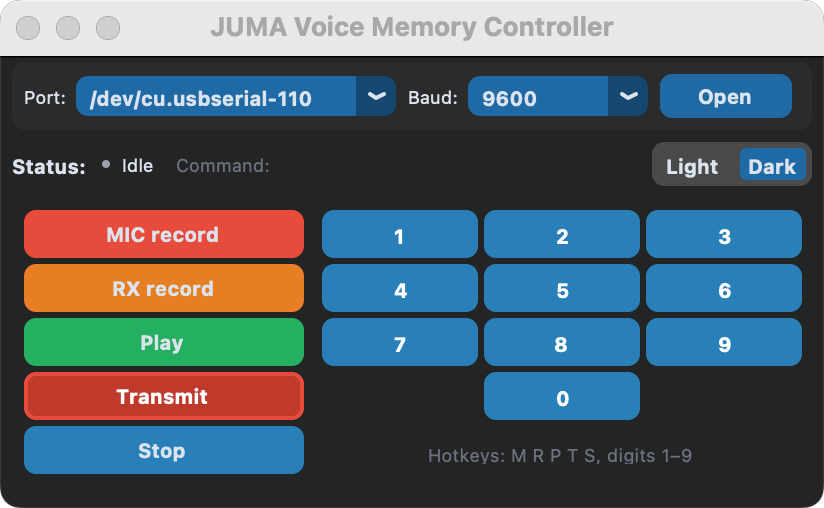 JUMA Voice Memory Controller
Port: /dev/cu.usbserial-110 Baud: 9600 Open
Status: • Idle Command: Light Dark
MIC record 1 2 3
RX record 4 5 6
Play 7 8 9
Transmit 0
Stop Hotkeys: M R P T S, digits 1–9